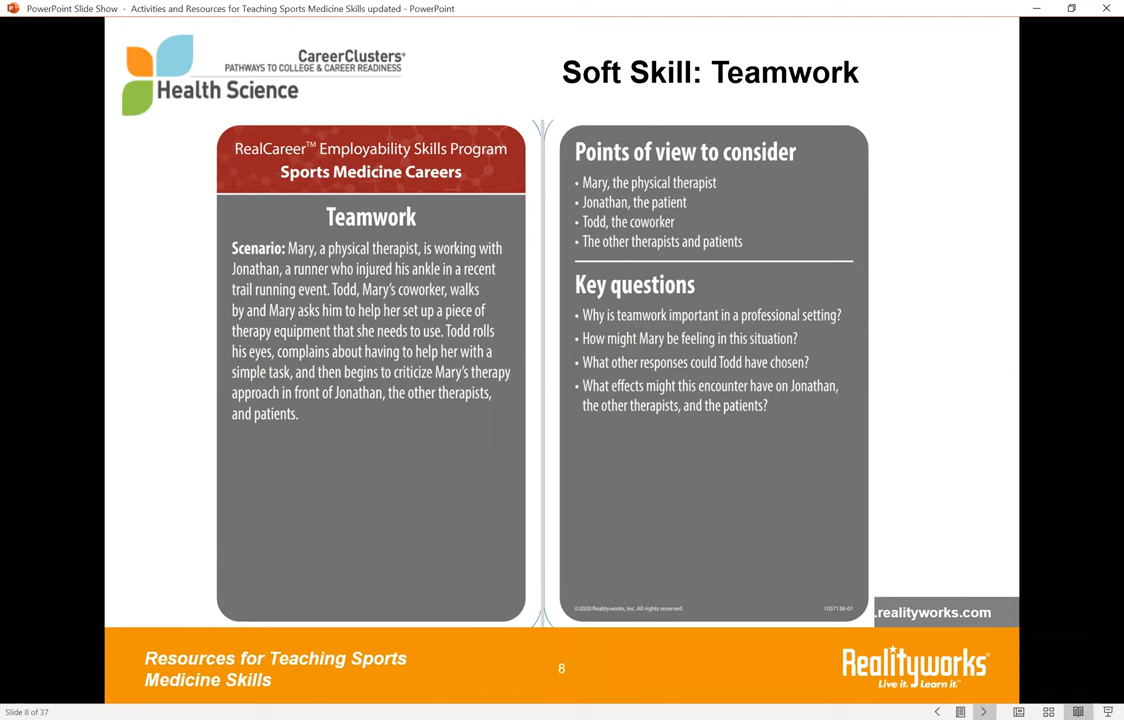 PowerPoint Slide Show - Activities and Resources for Teaching Sports Medicine Skills updated - PowerPoint
CareerClusters®
PATHWAYS TO COLLEGE & CAREER READINESS
Health Science
Soft Skill: Teamwork
RealCareer™ Employability Skills Program
Sports Medicine Careers
Teamwork
Scenario: Mary, a physical therapist, is working with
Jonathan, a runner who injured his ankle in a recent
trail running event. Todd, Mary's coworker, walks
by and Mary asks him to help her set up a piece of
therapy equipment that she needs to use. Todd rolls
his eyes, complains about having to help her with a
simple task, and then begins to criticize Mary's therapy
approach in front of Jonathan, the other therapists,
and patients.
Points of view to consider
• Mary, the physical therapist
• Jonathan, the patient
• Todd, the coworker
• The other therapists and patients
Key questions
• Why is teamwork important in a professional setting?
• How might Mary be feeling in this situation?
• What other responses could Todd have chosen?
• What effects might this encounter have on Jonathan,
the other therapists, and the patients?
©2020 Realityworks, Inc. All rights reserved.
1057136-01
.realityworks.com
Resources for Teaching Sports
Medicine Skills
8
Realityworks®
Live it. Learn it.™
Slide 8 of 37